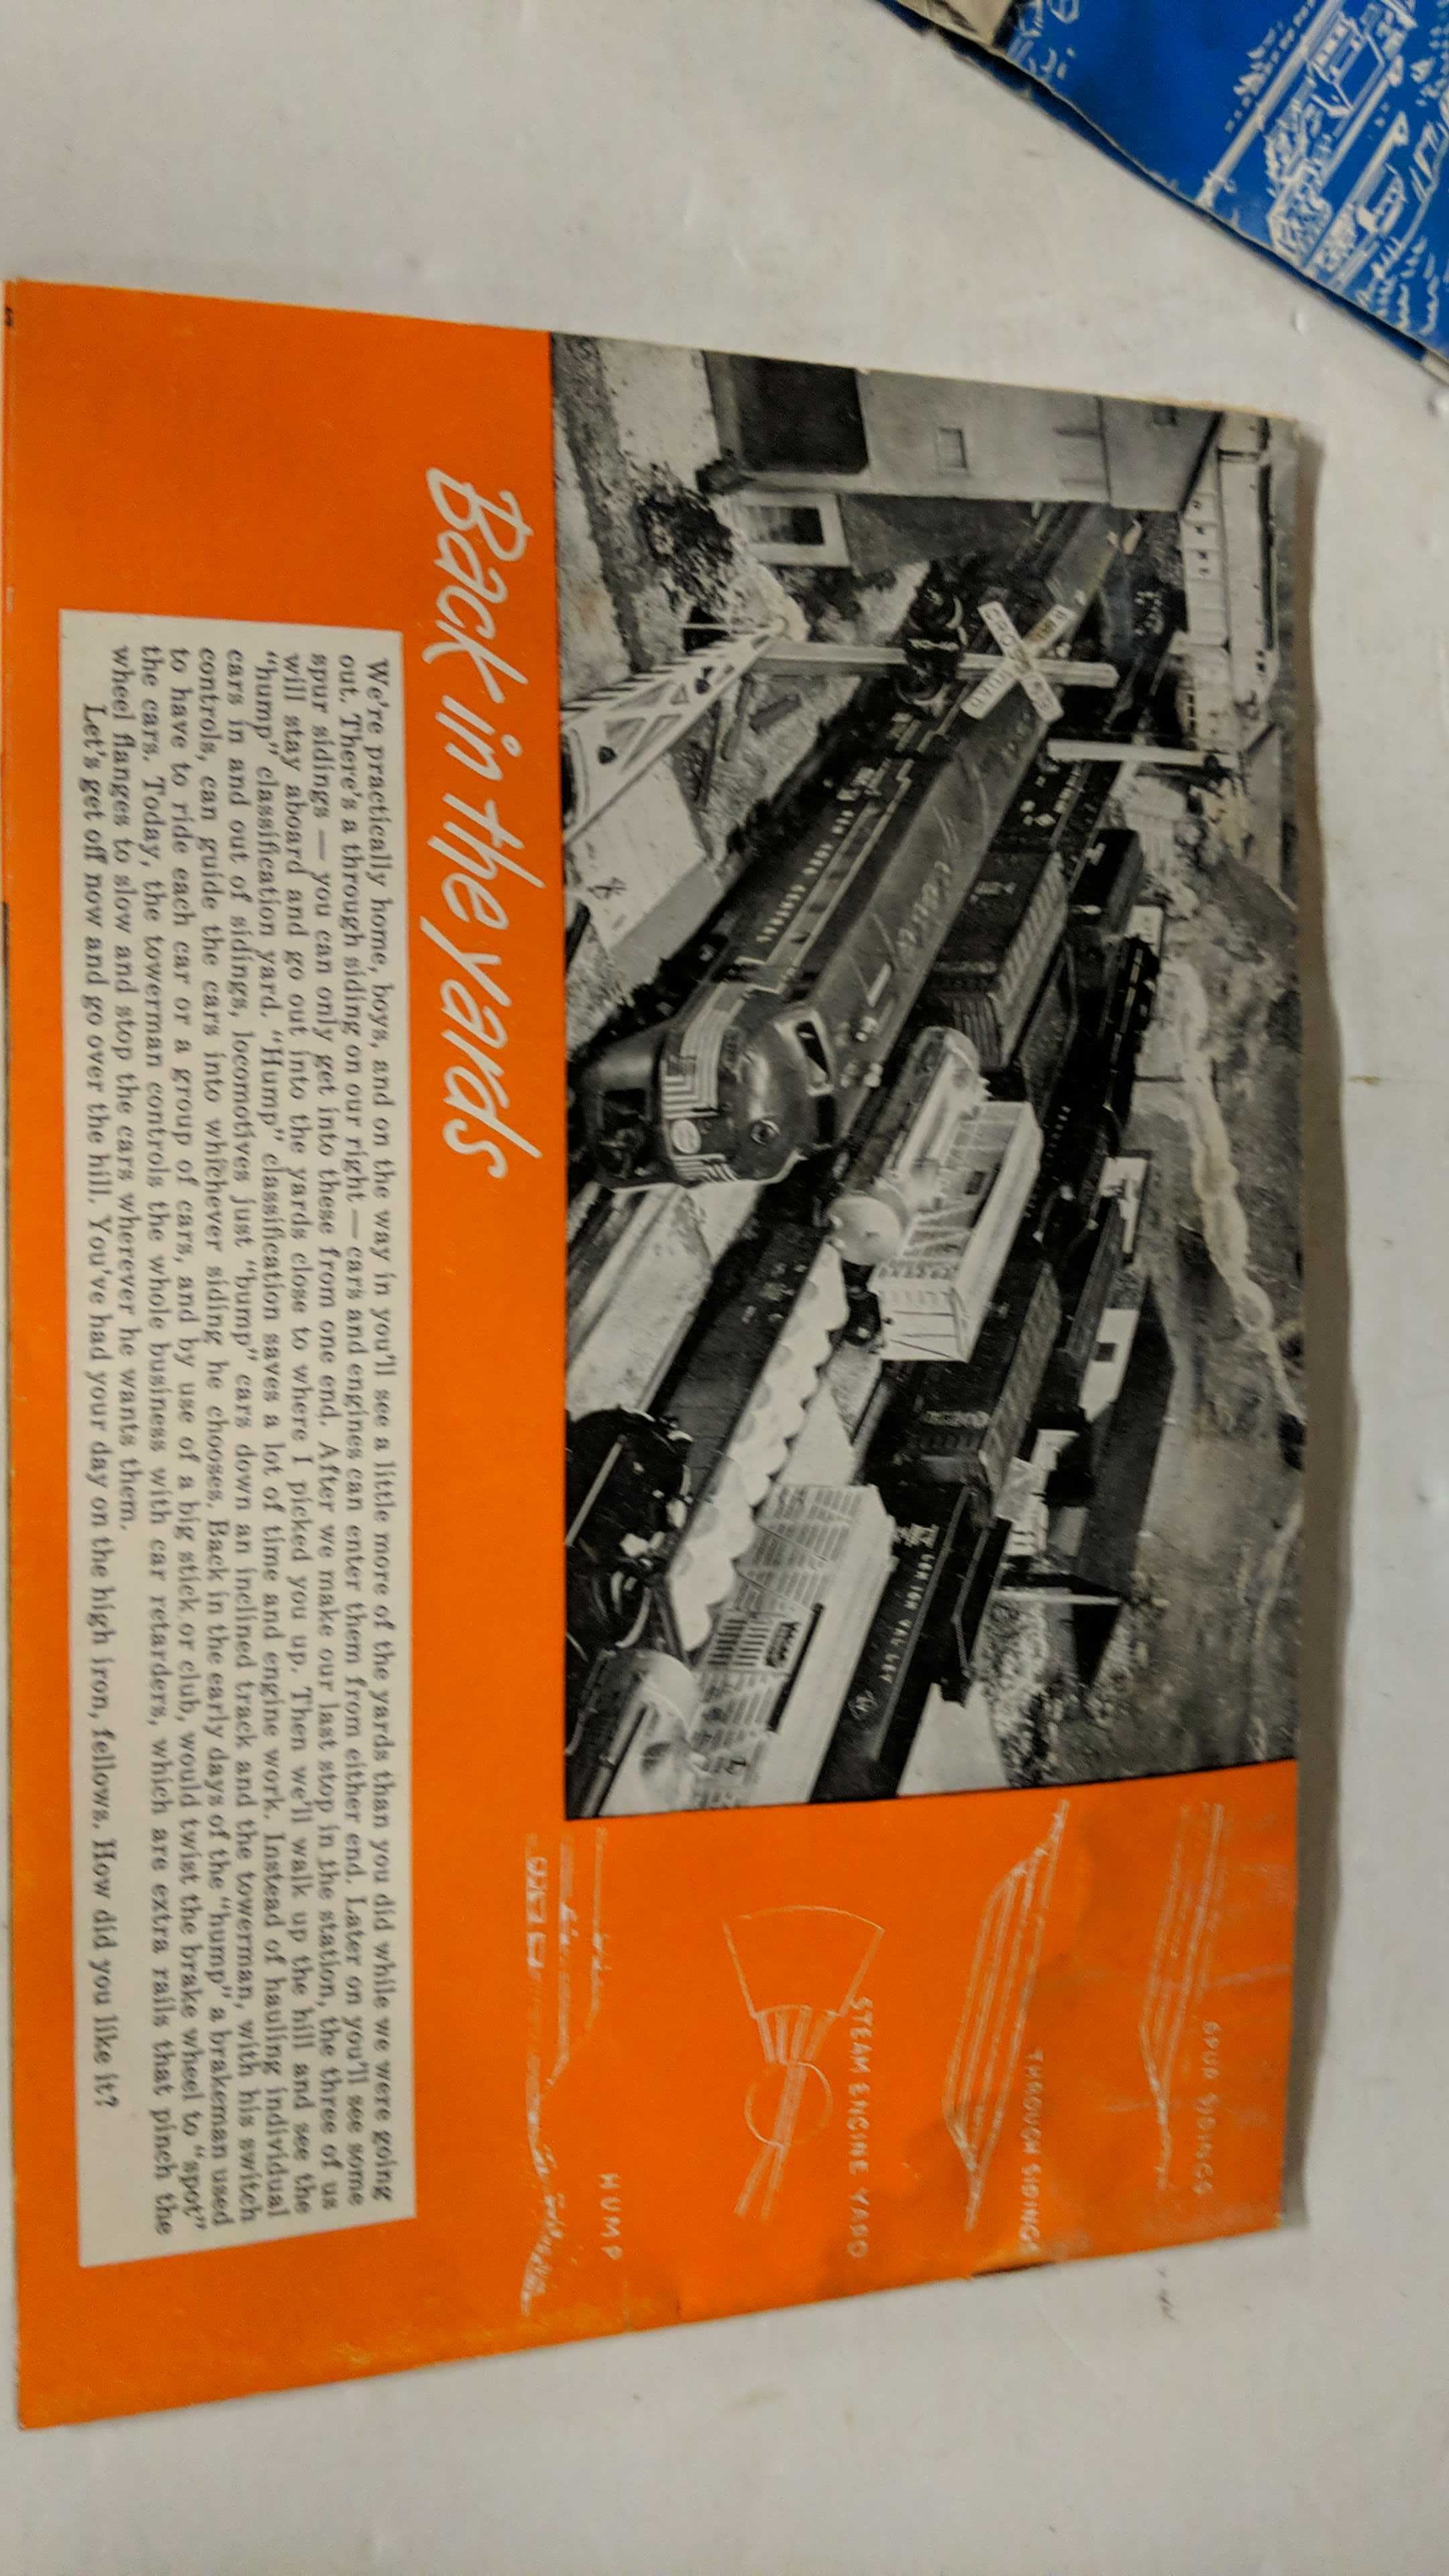 SPUR SIDINGS
THROUGH SIDINGS
STEAM ENGINE YARD
HUMP
NEW YORK CENTRAL
Back in the yards
We're practically home, boys, and on the way in you'll see a little more of the yards than you did while we were going
out. There's a through siding on our right — cars and engines can enter them from either end. Later on you'll see some
spur sidings — you can only get into these from one end. After we make our last stop in the station, the three of us
will stay aboard and go out into the yards close to where I picked you up. Then we'll walk up the hill and see the
"hump" classification yard. "Hump" classification saves a lot of time and engine work. Instead of hauling individual
cars in and out of sidings, locomotives just "bump" cars down an inclined track and the towerman, with his switch
controls, can guide the cars into whichever siding he chooses. Back in the early days of the "hump" a brakeman used
to have to ride each car or a group of cars, and by use of a big stick or club, would twist the brake wheel to "spot"
the cars. Today, the towerman controls the whole business with car retarders, which are extra rails that pinch the
wheel flanges to slow and stop the cars wherever he wants them.
Let's get off now and go over the hill. You've had your day on the high iron, fellows. How did you like it?